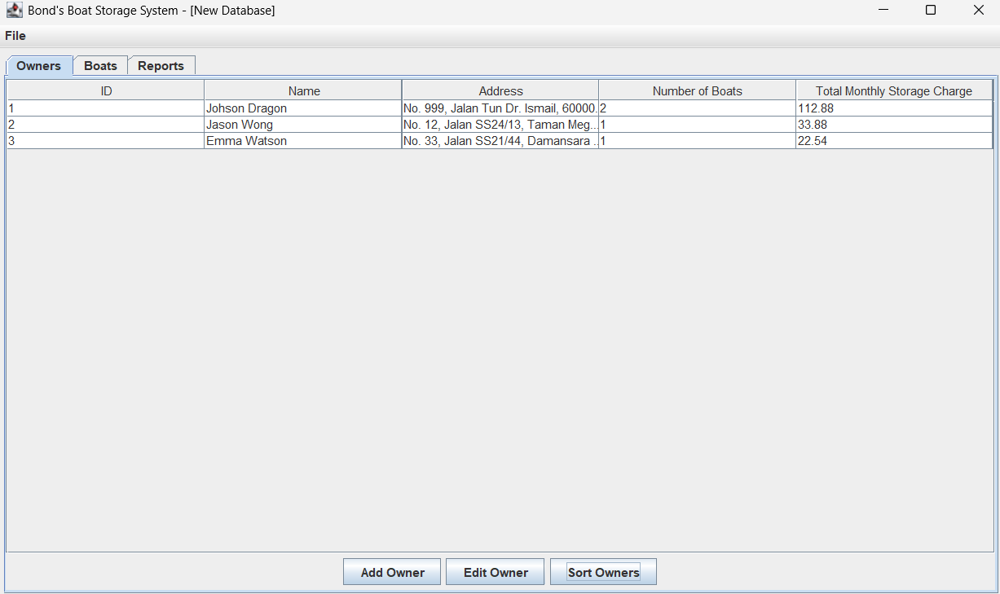 Bond's Boat Storage System - [New Database]
File
Owners Boats Reports
ID Name Address Number of Boats Total Monthly Storage Charge
1 Johson Dragon No. 999, Jalan Tun Dr. Ismail, 60000. 2 112.88
2 Jason Wong No. 12, Jalan SS24/13, Taman Meg... 1 33.88
3 Emma Watson No. 33, Jalan SS21/44, Damansara .. 1 22.54
Add Owner Edit Owner Sort Owners